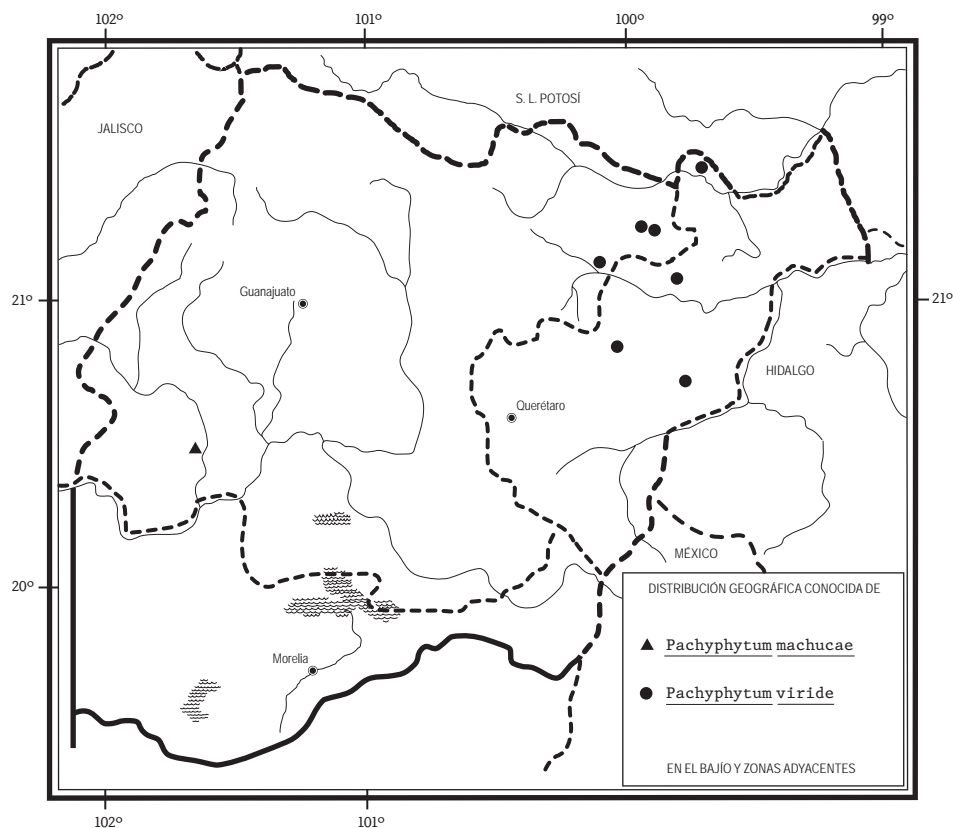 102º 101º 100º 99º
S. L. POTOSÍ
JALISCO
Guanajuato
21º 21º
HIDALGO
Querétaro
MÉXICO
20º 20º
DISTRIBUCIÓN GEOGRÁFICA CONOCIDA DE
Pachyphytum machucae
Morelia
Pachyphytum viride
EN EL BAJÍO Y ZONAS ADYACENTES
102º 101º